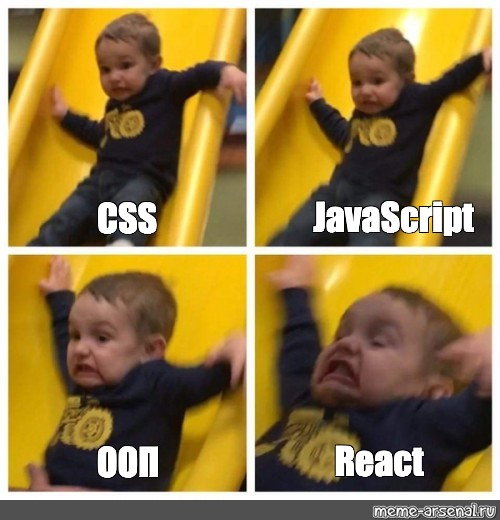 CSS
JavaScript
ООП
React
meme-arsenal.ru